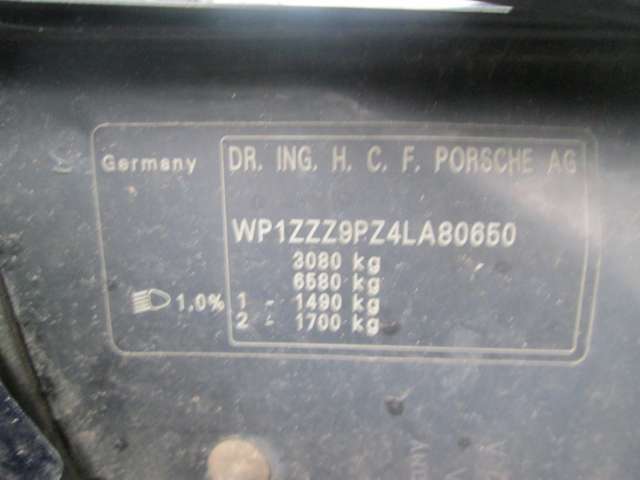 Germany
DR. ING. H. C. F. PORSCHE AG
WP1ZZZ9PZ4LA80650
3080 kg
6580 kg
1,0%
1 - 1490 kg
2 - 1700 kg